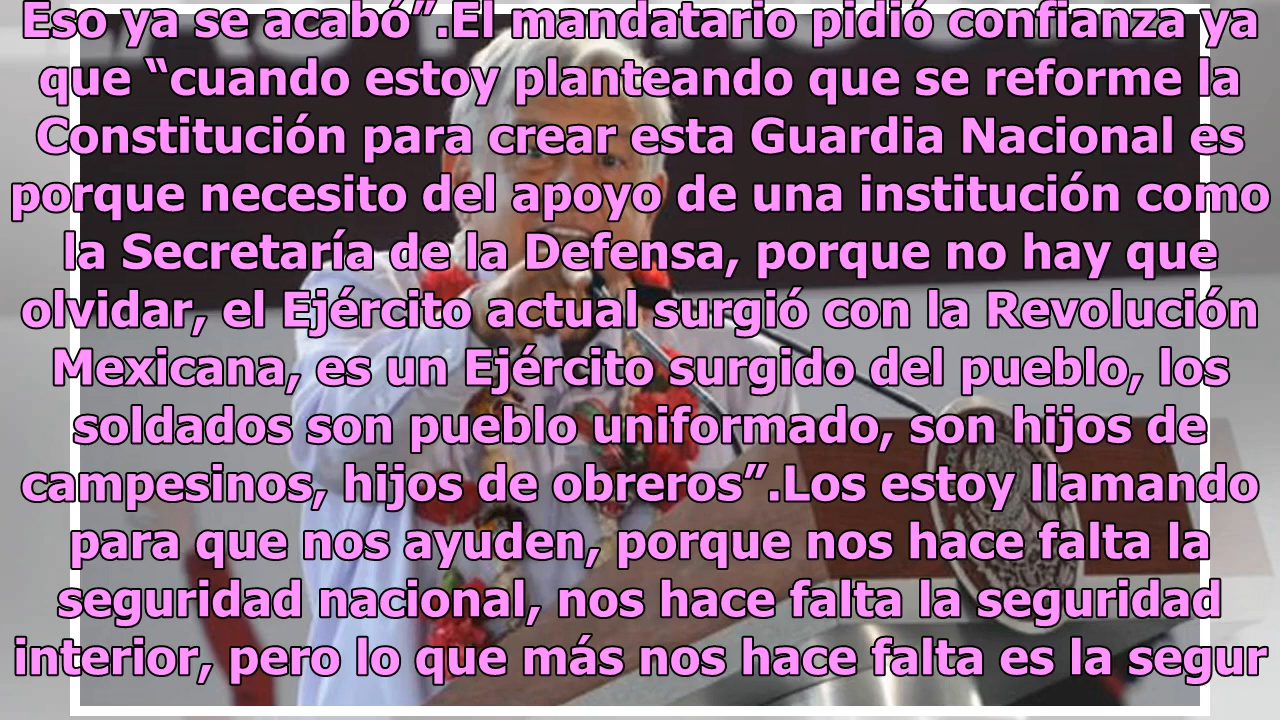 Eso ya se acabó”.El mandatario pidió confianza ya
que “cuando estoy planteando que se reforme la
Constitución para crear esta Guardia Nacional es
porque necesito del apoyo de una institución como
la Secretaría de la Defensa, porque no hay que
olvidar, el Ejército actual surgió con la Revolución
Mexicana, es un Ejército surgido del pueblo, los
soldados son pueblo uniformado, son hijos de
campesinos, hijos de obreros”.Los estoy llamando
para que nos ayuden, porque nos hace falta la
seguridad nacional, nos hace falta la seguridad
interior, pero lo que más nos hace falta es la segur